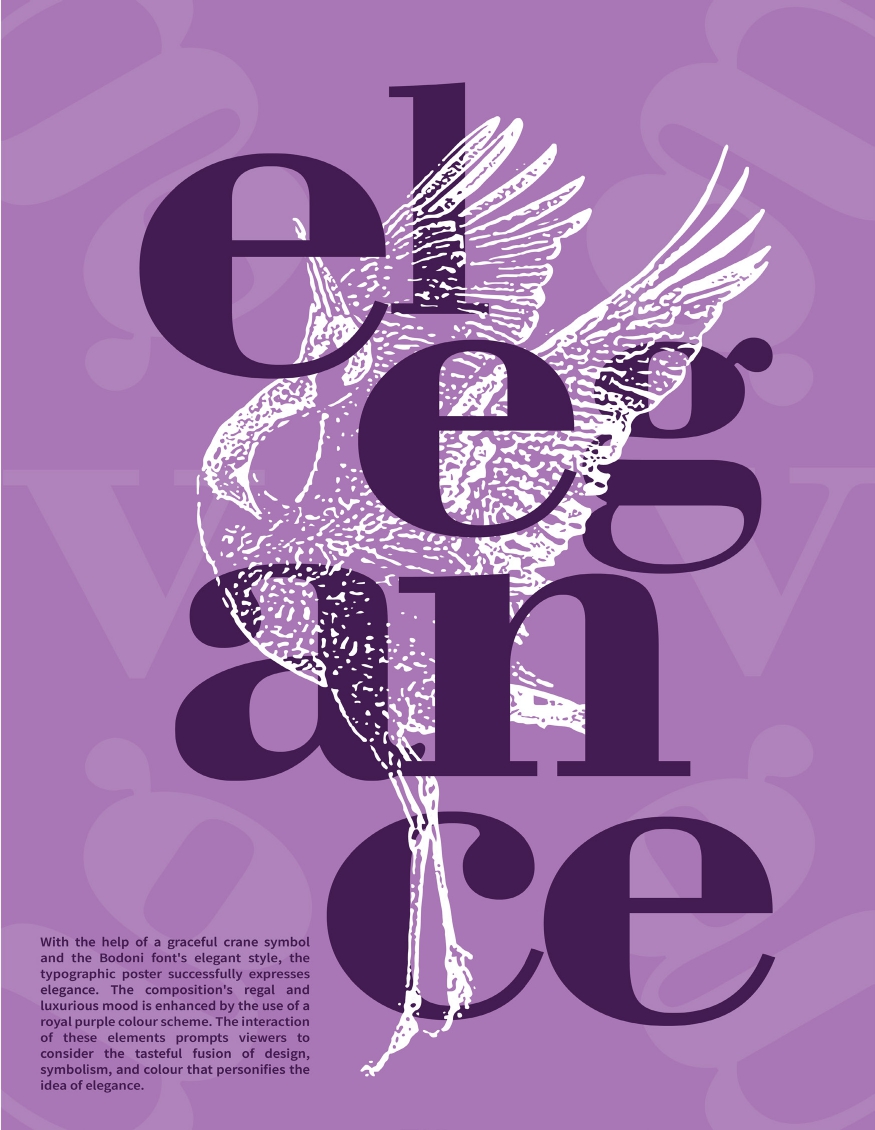 el
eg
an
ce
With the help of a graceful crane symbol
and the Bodoni font's elegant style, the
typographic poster successfully expresses
elegance. The composition's regal and
luxurious mood is enhanced by the use of a
royal purple colour scheme. The interaction
of these elements prompts viewers to
consider the tasteful fusion of design,
symbolism, and colour that personifies the
idea of elegance.